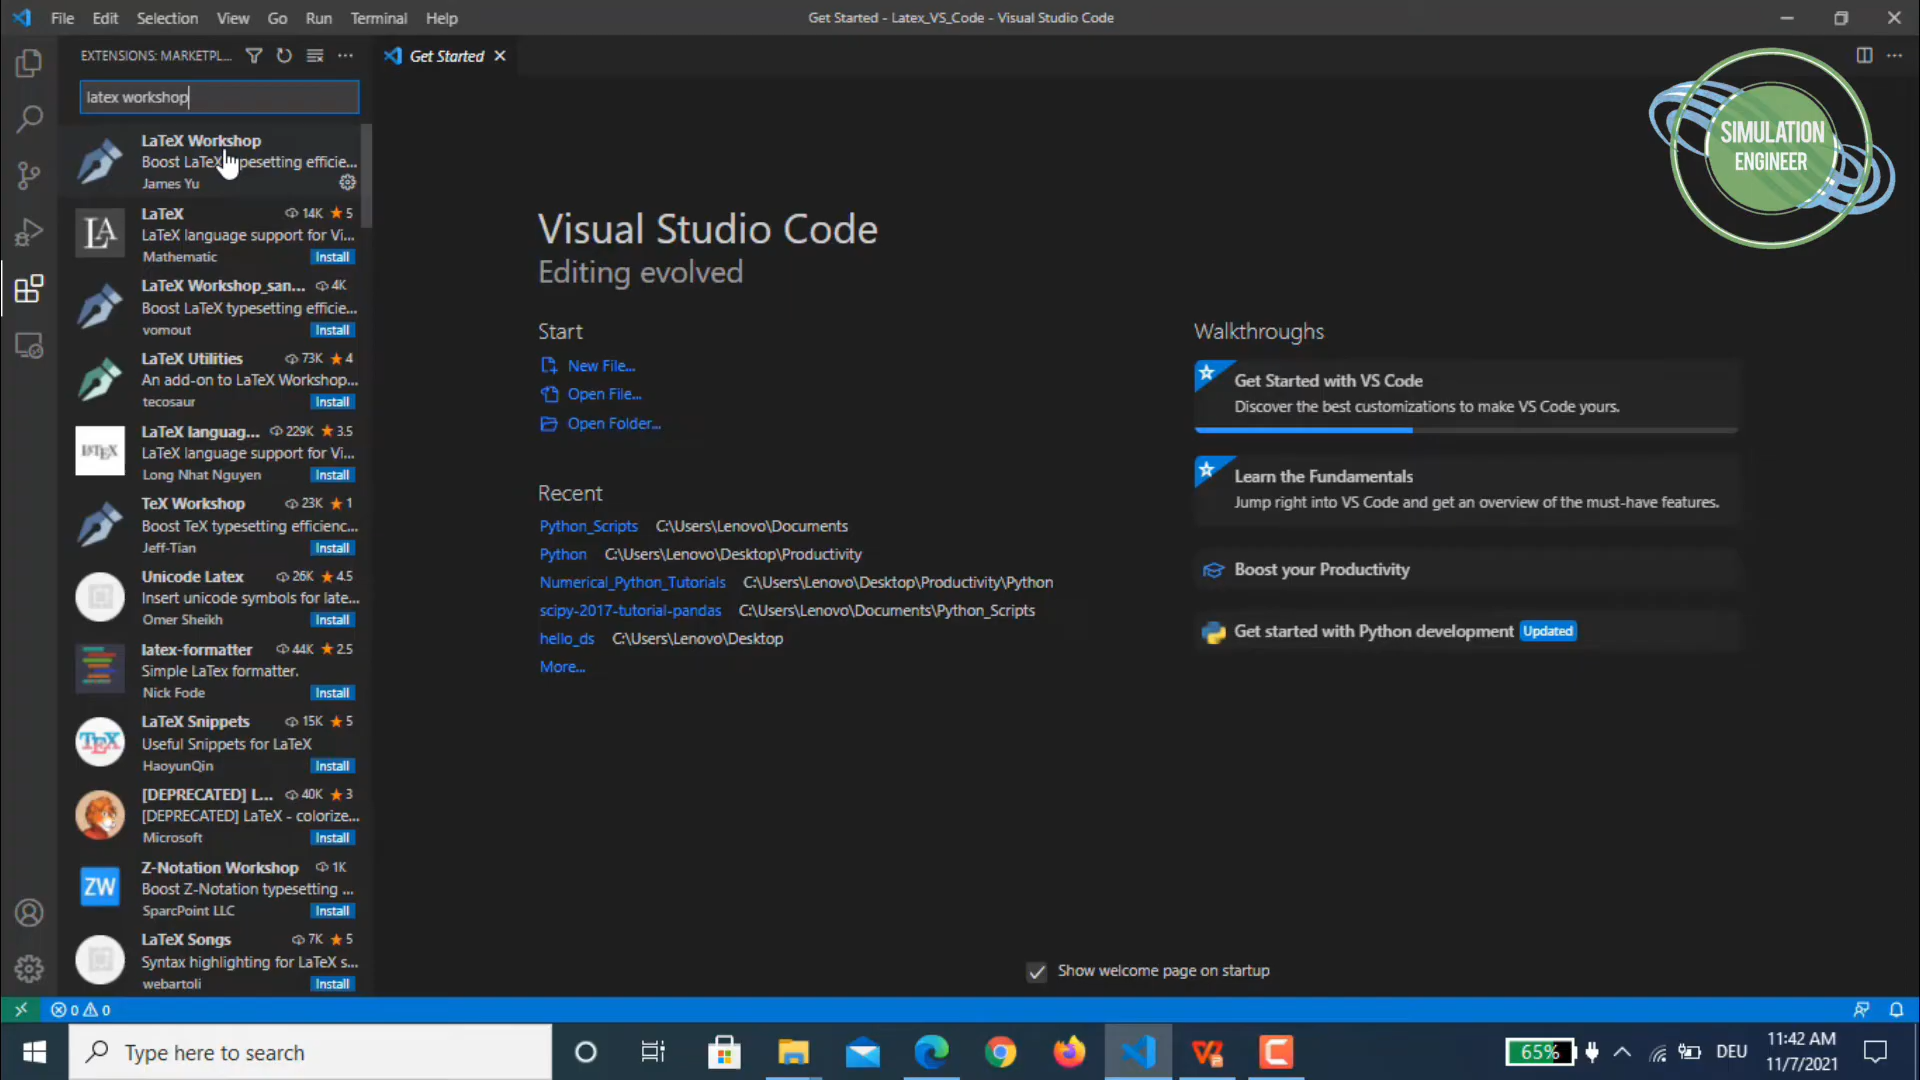 File Edit Selection View Go Run Terminal Help
Get Started - Latex_VS_Code - Visual Studio Code
EXTENSIONS: MARKETPL...
Get Started
latex workshop
LaTeX Workshop
Boost LaTeX typesetting efficie...
James Yu
LaTeX 14K 5
LaTeX language support for Vi...
Mathematic Install
LaTeX Workshop_san... 4K
Boost LaTeX typesetting efficie...
vomout Install
LaTeX Utilities 73K 4
An add-on to LaTeX Workshop...
tecosaur Install
LaTeX languag... 229K 3.5
LaTeX language support for Vi...
Long Nhat Nguyen Install
TeX Workshop 23K 1
Boost TeX typesetting efficienc...
Jeff-Tian Install
Unicode Latex 26K 4.5
Insert unicode symbols for late...
Omer Sheikh Install
latex-formatter 44K 2.5
Simple LaTex formatter.
Nick Fode Install
LaTeX Snippets 15K 5
Useful Snippets for LaTeX
HaoyunQin Install
[DEPRECATED] L... 40K 3
[DEPRECATED] LaTeX - colorize...
Microsoft Install
Z-Notation Workshop 1K
Boost Z-Notation typesetting ...
SparcPoint LLC Install
LaTeX Songs 7K 5
Syntax highlighting for LaTeX s...
webartoli Install
LA
LATEX
TEX
ZW
Visual Studio Code
Editing evolved
Start
New File...
Open File...
Open Folder...
Recent
Python_Scripts C:\Users\Lenovo\Documents
Python C:\Users\Lenovo\Desktop\Productivity
Numerical_Python_Tutorials C:\Users\Lenovo\Desktop\Productivity\Python
scipy-2017-tutorial-pandas C:\Users\Lenovo\Documents\Python_Scripts
hello_ds C:\Users\Lenovo\Desktop
More...
Walkthroughs
Get Started with VS Code
Discover the best customizations to make VS Code yours.
Learn the Fundamentals
Jump right into VS Code and get an overview of the must-have features.
Boost your Productivity
Get started with Python development Updated
Show welcome page on startup
SIMULATION
ENGINEER
0 0
Type here to search
65%
DEU
11:42 AM
11/7/2021